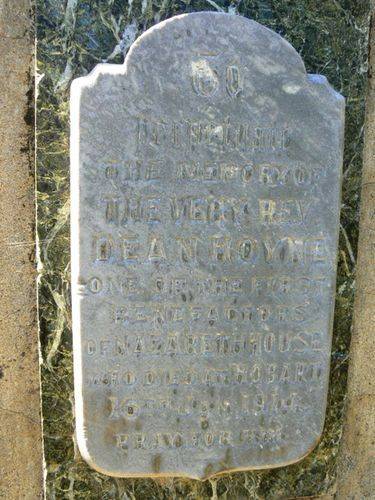 To
THE MEMORY OF
THE VERY REV
DEAN HOYNE
ONE OF THE FIRST
BENEFACTORS
OF NAZARETH HOUSE
WHO DIED AT HOBART
PRAY FOR HIM